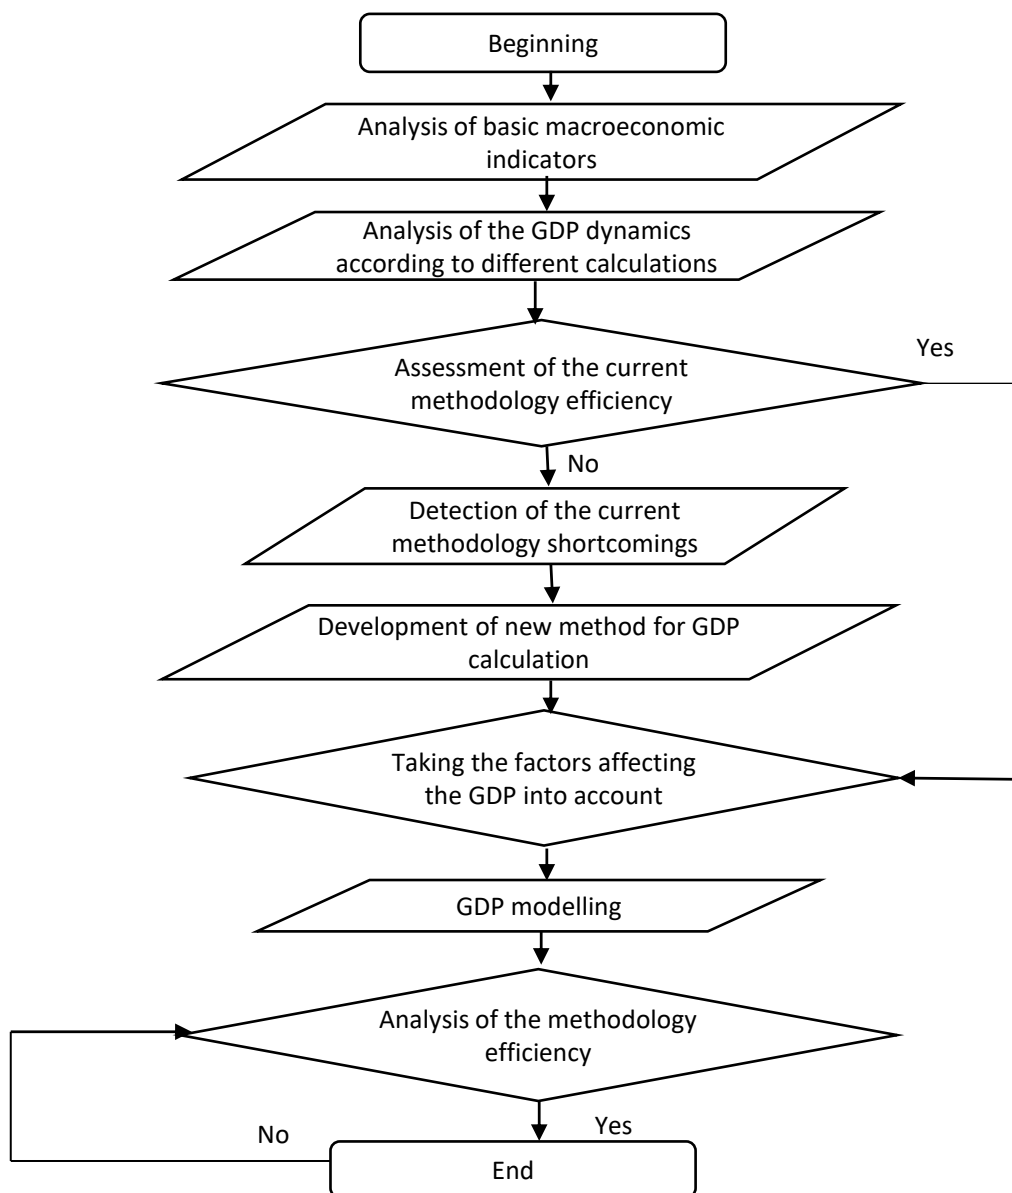 Beginning
Analysis of basic macroeconomic
indicators
Analysis of the GDP dynamics
according to different calculations
Yes
Assessment of the current
methodology efficiency
No
Detection of the current
methodology shortcomings
Development of new method for GDP
calculation
Taking the factors affecting
the GDP into account
GDP modelling
Analysis of the methodology
efficiency
Yes
No
End